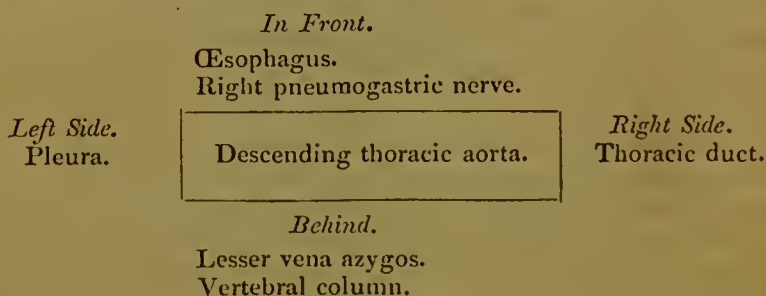 In Front.
Œsophagus.
Right pneumogastric nerve.
Left Side.
Pleura.
Descending thoracic aorta.
Right Side.
Thoracic duct.
Behind.
Lesser vena azygos.
Vertebral column.